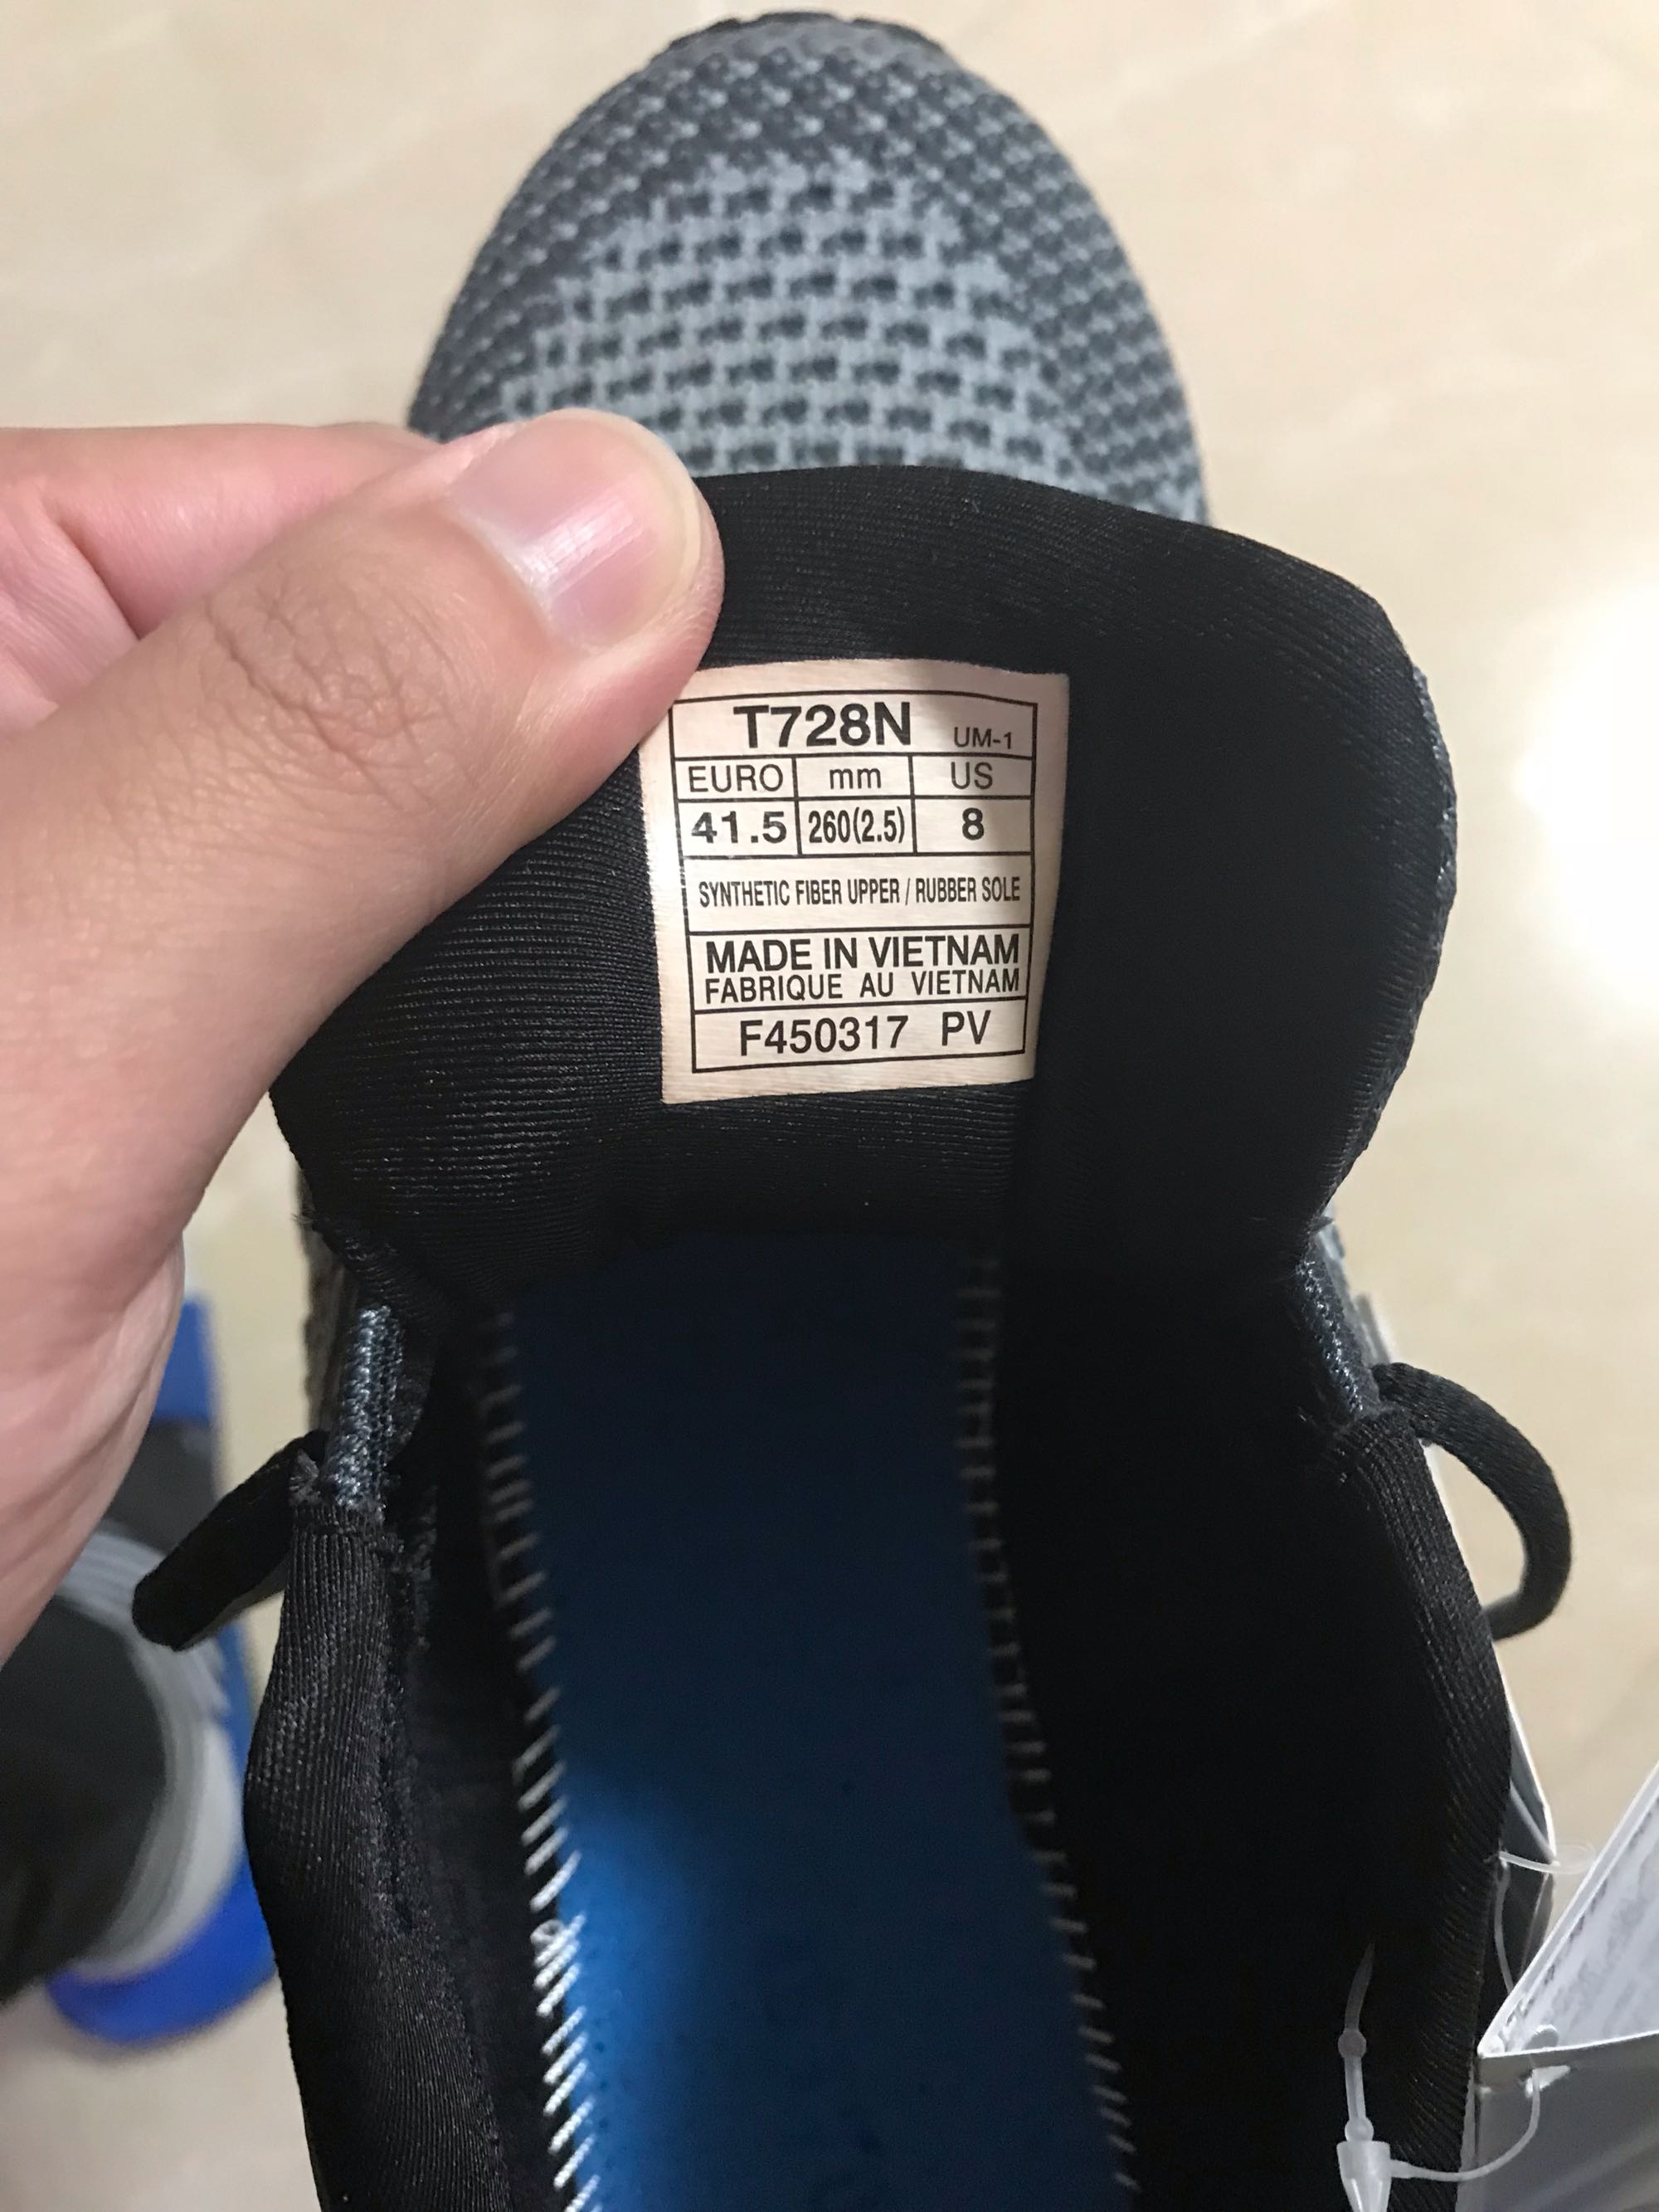 T728N UM-1
EURO mm US
41.5 260(2.5) 8
SYNTHETIC FIBER UPPER / RUBBER SOLE
MADE IN VIETNAM
FABRIQUE AU VIETNAM
F450317 PV